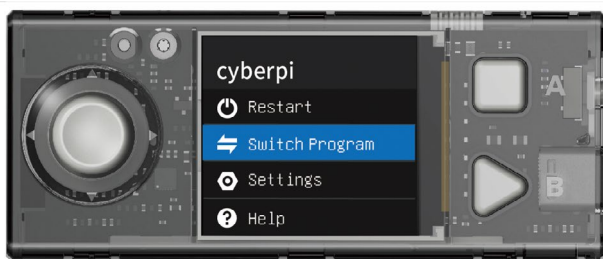 cyberpi
Restart
Switch Program
Settings
? Help
A
B